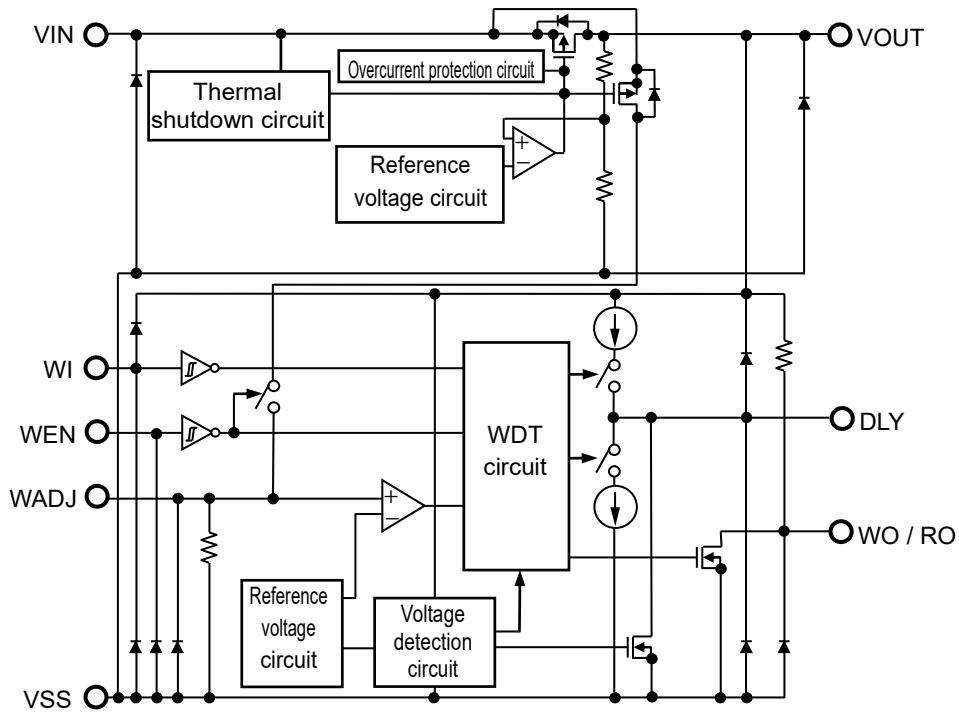 VIN
VOUT
Overcurrent protection circuit
Thermal
shutdown circuit
+
−
Reference
voltage circuit
WI
WEN
WDT
circuit
DLY
WADJ
+
−
WO / RO
Reference
voltage
circuit
Voltage
detection
circuit
VSS